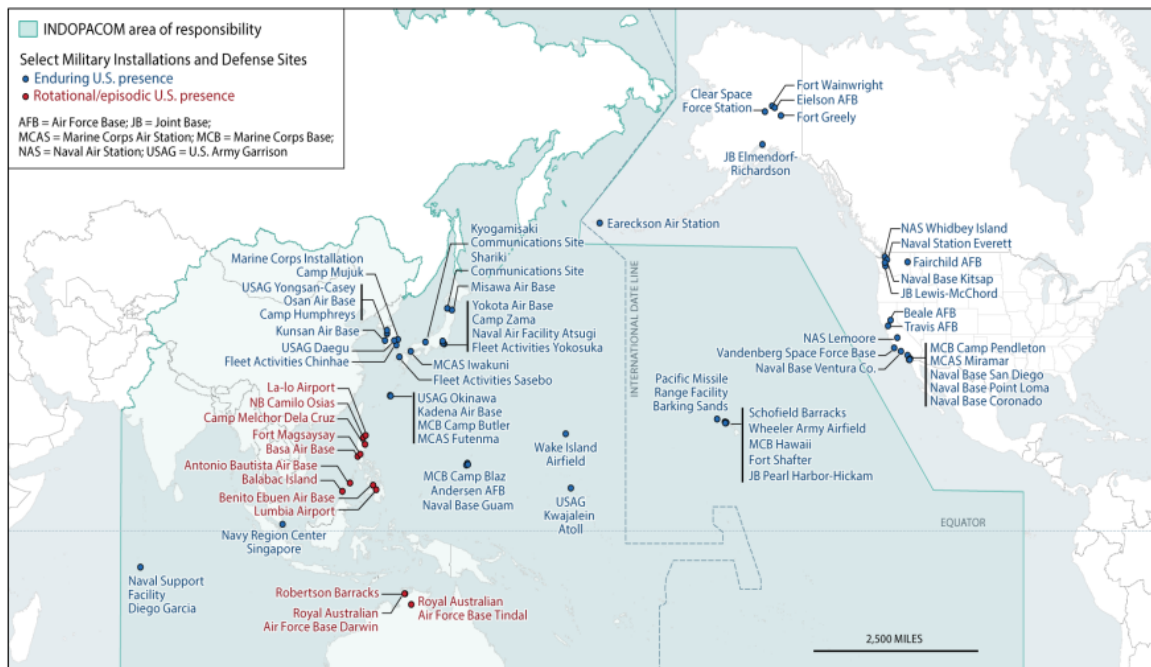 INDOPACOM area of responsibility
Select Military Installations and Defense Sites
Enduring U.S. presence
Rotational/episodic U.S. presence
AFB = Air Force Base; JB = Joint Base;
MCAS = Marine Corps Air Station; MCB = Marine Corps Base;
NAS = Naval Air Station; USAG = U.S. Army Garrison
Clear Space
Force Station
Fort Wainwright
Eielson AFB
Fort Greely
JB Elmendorf-
Richardson
Eareckson Air Station
NAS Whidbey Island
Naval Station Everett
Fairchild AFB
Naval Base Kitsap
JB Lewis-McChord
Beale AFB
Travis AFB
NAS Lemoore
Vandenberg Space Force Base
Naval Base Ventura Co.
MCB Camp Pendleton
MCAS Miramar
Naval Base San Diego
Naval Base Point Loma
Naval Base Coronado
Kyogamisaki
Communications Site
Shariki
Communications Site
Misawa Air Base
Yokota Air Base
Camp Zama
Naval Air Facility Atsugi
Fleet Activities Yokosuka
MCAS Iwakuni
Fleet Activities Sasebo
Marine Corps Installation
Camp Mujuk
USAG Yongsan-Casey
Osan Air Base
Camp Humphreys
Kunsan Air Base
USAG Daegu
Fleet Activities Chinhae
USAG Okinawa
Kadena Air Base
MCB Camp Butler
MCAS Futenma
La-lo Airport
NB Camilo Osias
Camp Melchor Dela Cruz
Fort Magsaysay
Basa Air Base
Antonio Bautista Air Base
Balabac Island
Benito Ebuen Air Base
Lumbia Airport
MCB Camp Blaz
Andersen AFB
Naval Base Guam
Wake Island
Airfield
USAG
Kwajalein
Atoll
INTERNATIONAL DATE LINE
Pacific Missile
Range Facility
Barking Sands
Schofield Barracks
Wheeler Army Airfield
MCB Hawaii
Fort Shafter
JB Pearl Harbor-Hickam
EQUATOR
Navy Region Center
Singapore
Naval Support
Facility
Diego Garcia
Robertson Barracks
Royal Australian
Air Force Base Darwin
Royal Australian
Air Force Base Tindal
2,500 MILES